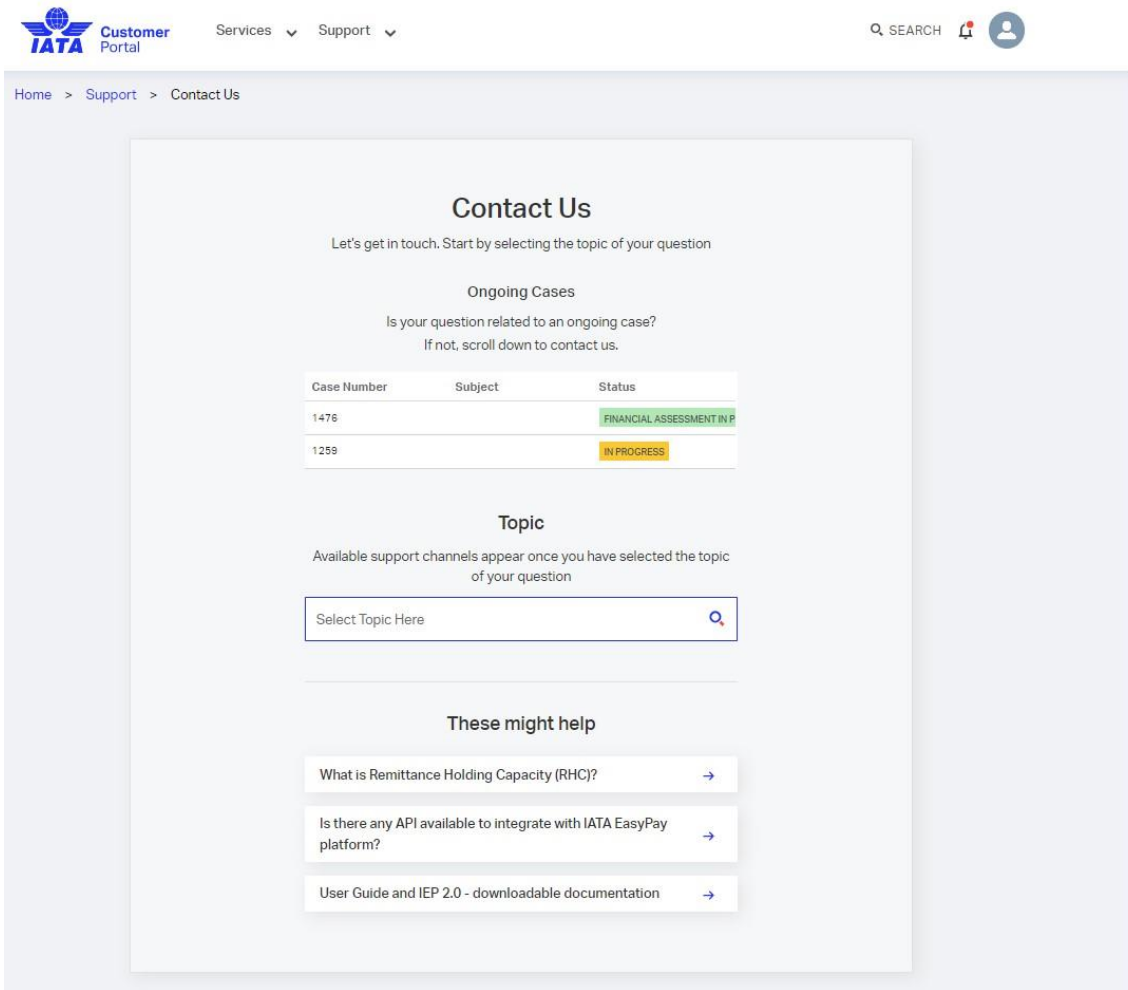 IATA
Customer
Portal
Services
Support
SEARCH
Home > Support > Contact Us
Contact Us
Let's get in touch. Start by selecting the topic of your question
Ongoing Cases
Is your question related to an ongoing case?
If not, scroll down to contact us.
Case Number Subject Status
1476 FINANCIAL ASSESSMENT IN P
1259 IN PROGRESS
Topic
Available support channels appear once you have selected the topic
of your question
Select Topic Here
These might help
What is Remittance Holding Capacity (RHC)?
Is there any API available to integrate with IATA EasyPay
platform?
User Guide and IEP 2.0 - downloadable documentation